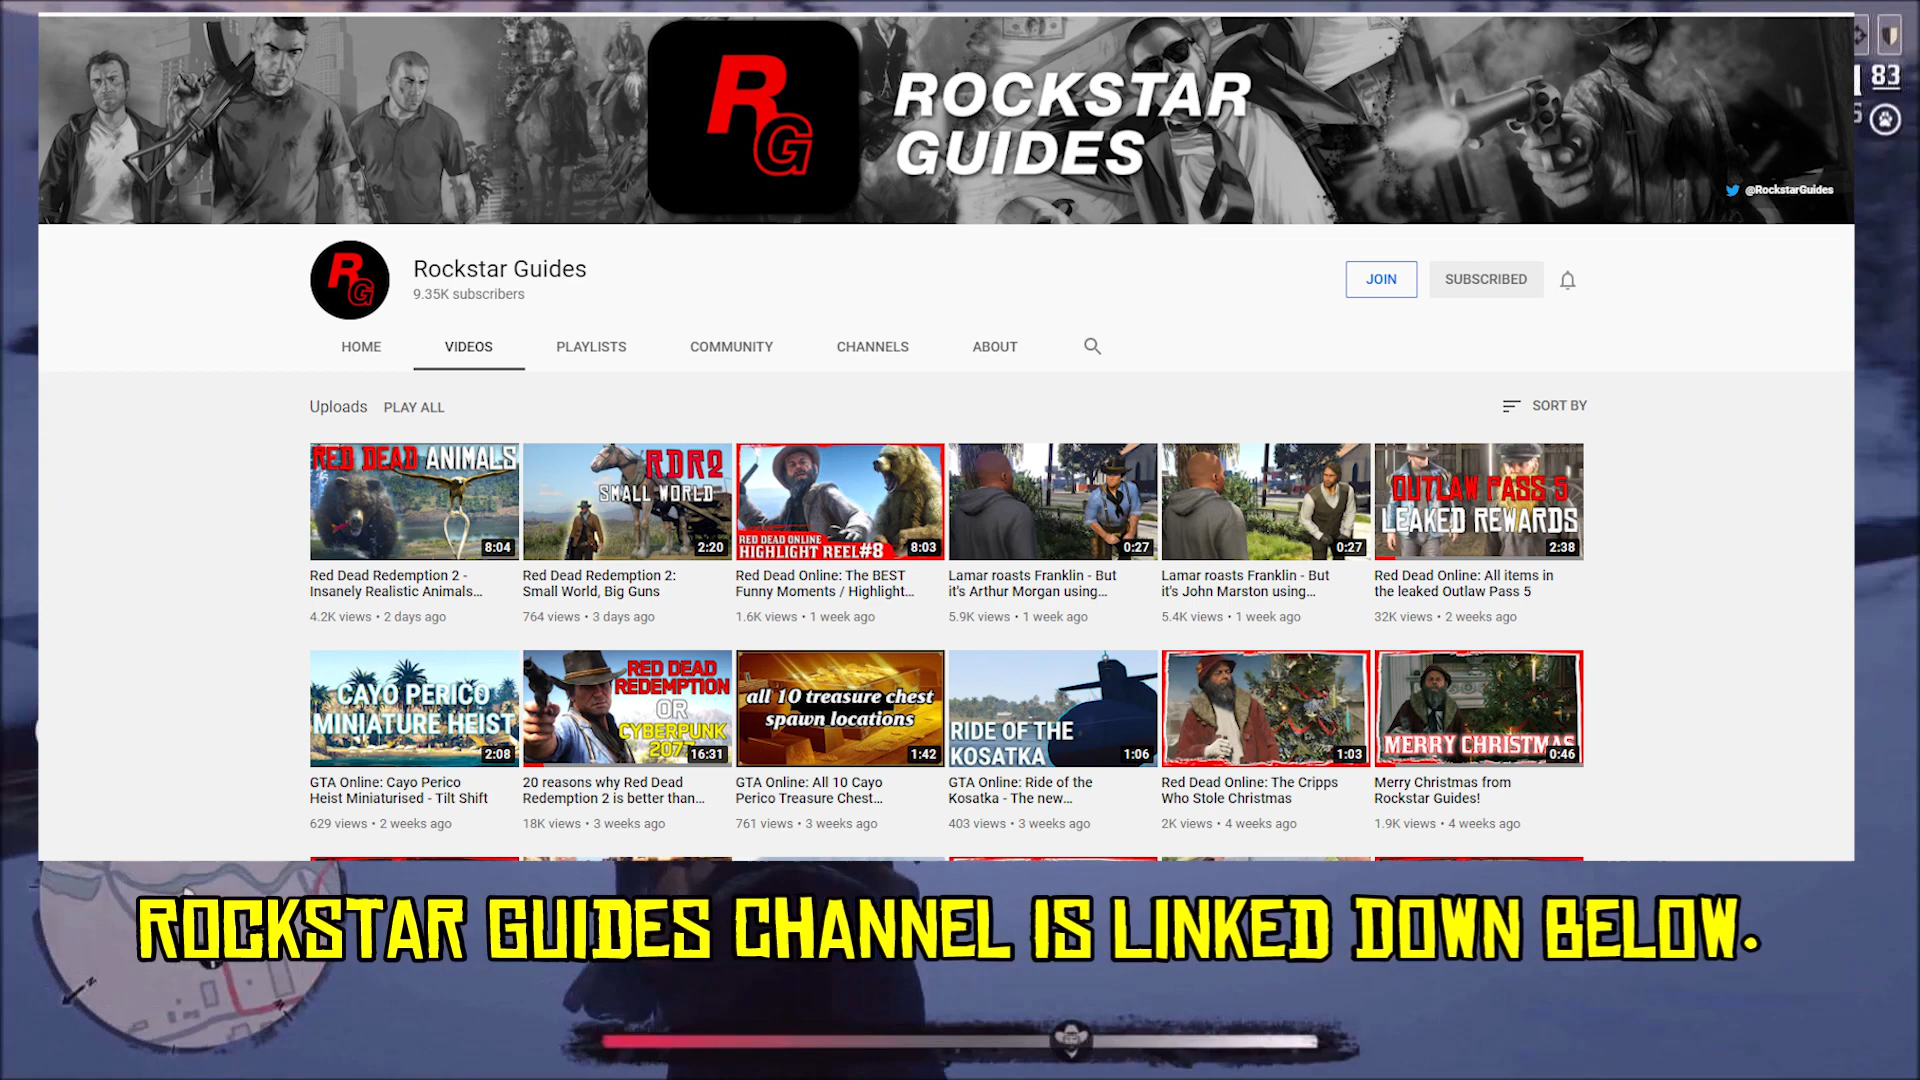 83
RG
ROCKSTAR
GUIDES
@RockstarGuides
RG
Rockstar Guides
9.35K subscribers
JOIN
SUBSCRIBED
HOME
VIDEOS
PLAYLISTS
COMMUNITY
CHANNELS
ABOUT
Uploads
PLAY ALL
SORT BY
RED DEAD ANIMALS
8:04
RDR2
SMALL WORLD
2:20
RED DEAD ONLINE
HIGHLIGHT REEL#8
8:03
0:27
0:27
OUTLAW PASS 5
LEAKED REWARDS
2:38
Red Dead Redemption 2 -
Insanely Realistic Animals...
4.2K views • 2 days ago
Red Dead Redemption 2:
Small World, Big Guns
764 views • 3 days ago
Red Dead Online: The BEST
Funny Moments / Highlight...
1.6K views • 1 week ago
Lamar roasts Franklin - But
it's Arthur Morgan using...
5.9K views • 1 week ago
Lamar roasts Franklin - But
it's John Marston using...
5.4K views • 1 week ago
Red Dead Online: All items in
the leaked Outlaw Pass 5
32K views • 2 weeks ago
CAYO PERICO
MINIATURE HEIST
2:08
RED DEAD
REDEMPTION
OR
CYBERPUNK
2077
16:31
all 10 treasure chest
spawn locations
1:42
RIDE OF THE
KOSATKA
1:06
1:03
MERRY CHRISTMAS
0:46
GTA Online: Cayo Perico
Heist Miniaturised - Tilt Shift
629 views • 2 weeks ago
20 reasons why Red Dead
Redemption 2 is better than...
18K views • 3 weeks ago
GTA Online: All 10 Cayo
Perico Treasure Chest...
761 views • 3 weeks ago
GTA Online: Ride of the
Kosatka - The new...
403 views • 3 weeks ago
Red Dead Online: The Cripps
Who Stole Christmas
2K views • 4 weeks ago
Merry Christmas from
Rockstar Guides!
1.9K views • 4 weeks ago
ROCKSTAR GUIDES CHANNEL IS LINKED DOWN BELOW.
N